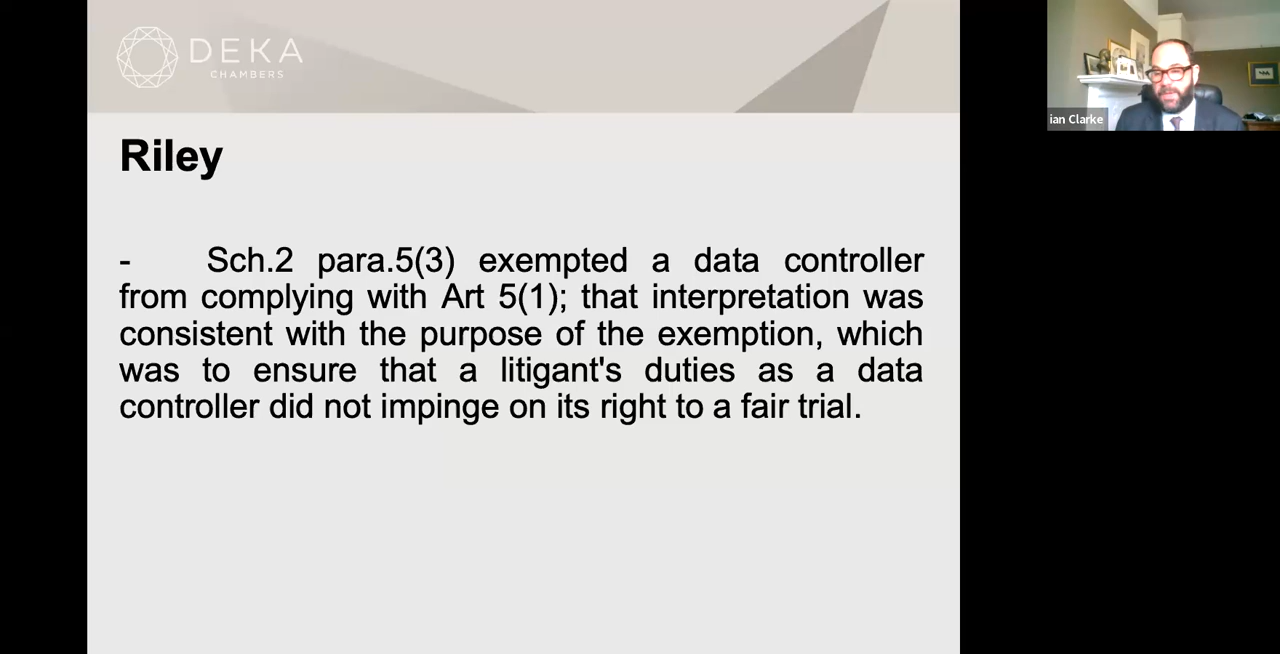 DEKA
CHAMBERS
ian Clarke
Riley
- Sch.2 para.5(3) exempted a data controller
from complying with Art 5(1); that interpretation was
consistent with the purpose of the exemption, which
was to ensure that a litigant's duties as a data
controller did not impinge on its right to a fair trial.